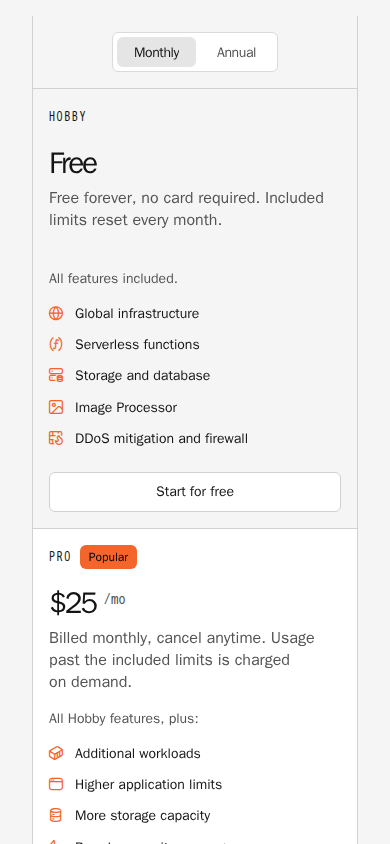 Monthly Annual
HOBBY
Free
Free forever, no card required. Included
limits reset every month.
All features included.
Global infrastructure
Serverless functions
Storage and database
Image Processor
DDoS mitigation and firewall
Start for free
PRO Popular
$25 /mo
Billed monthly, cancel anytime. Usage
past the included limits is charged
on demand.
All Hobby features, plus:
Additional workloads
Higher application limits
More storage capacity